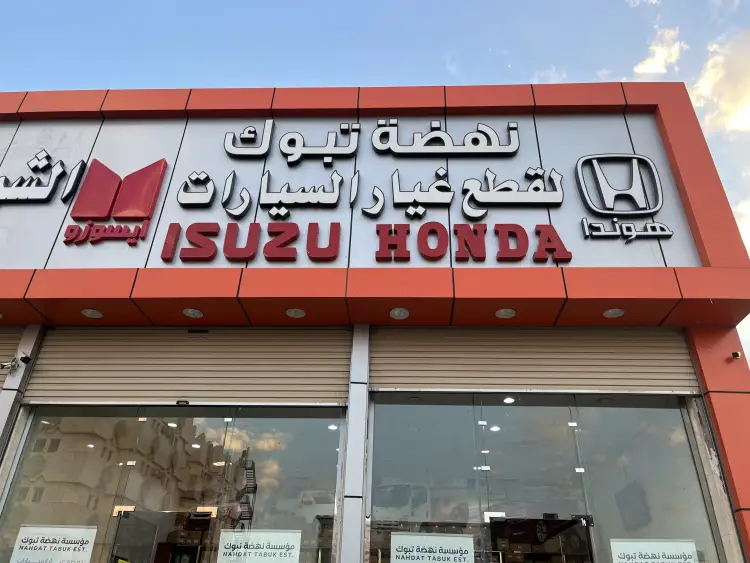 نهضة تبوك
لقطع غيار السيارات
ايسوزو
ISUZU HONDA
هوندا
مؤسسة نهضة تبوك
NAHDAT TABUK EST.
مؤسسة نهضة تبوك
NAHDAT TABUK EST.
مؤسسة نهضة تبوك
NAHDAT TABUK EST.
مؤسسة نهضة تبوك
NAHDAT TABUK EST.